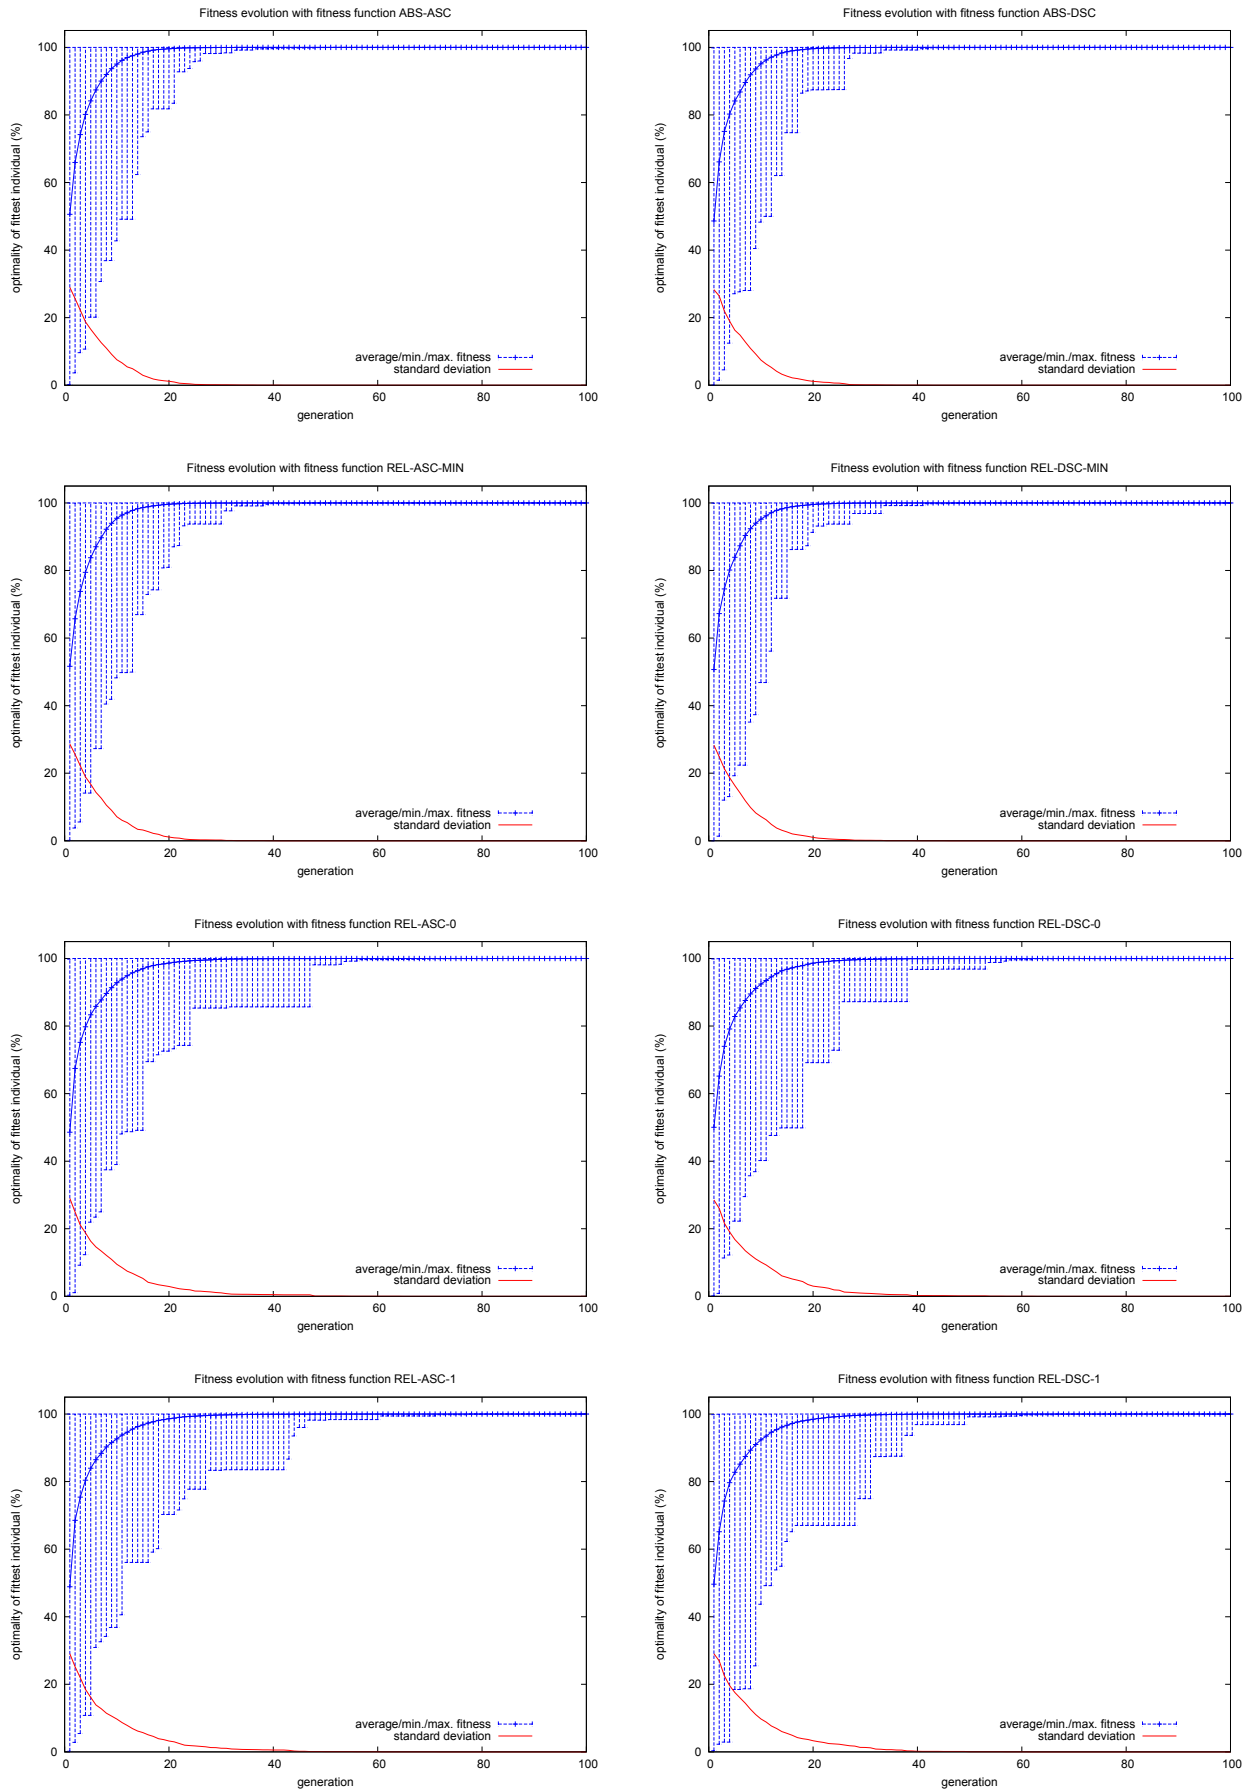 Fitness evolution with fitness function ABS-ASC
100
80
60
40
20
0
optimality of fittest individual (%)
average/min./max. fitness
standard deviation
0 20 40 60 80 100
generation
Fitness evolution with fitness function ABS-DSC
100
80
60
40
20
0
optimality of fittest individual (%)
average/min./max. fitness
standard deviation
0 20 40 60 80 100
generation
Fitness evolution with fitness function REL-ASC-MIN
100
80
60
40
20
0
optimality of fittest individual (%)
average/min./max. fitness
standard deviation
0 20 40 60 80 100
generation
Fitness evolution with fitness function REL-DSC-MIN
100
80
60
40
20
0
optimality of fittest individual (%)
average/min./max. fitness
standard deviation
0 20 40 60 80 100
generation
Fitness evolution with fitness function REL-ASC-0
100
80
60
40
20
0
optimality of fittest individual (%)
average/min./max. fitness
standard deviation
0 20 40 60 80 100
generation
Fitness evolution with fitness function REL-DSC-0
100
80
60
40
20
0
optimality of fittest individual (%)
average/min./max. fitness
standard deviation
0 20 40 60 80 100
generation
Fitness evolution with fitness function REL-ASC-1
100
80
60
40
20
0
optimality of fittest individual (%)
average/min./max. fitness
standard deviation
0 20 40 60 80 100
generation
Fitness evolution with fitness function REL-DSC-1
100
80
60
40
20
0
optimality of fittest individual (%)
average/min./max. fitness
standard deviation
0 20 40 60 80 100
generation